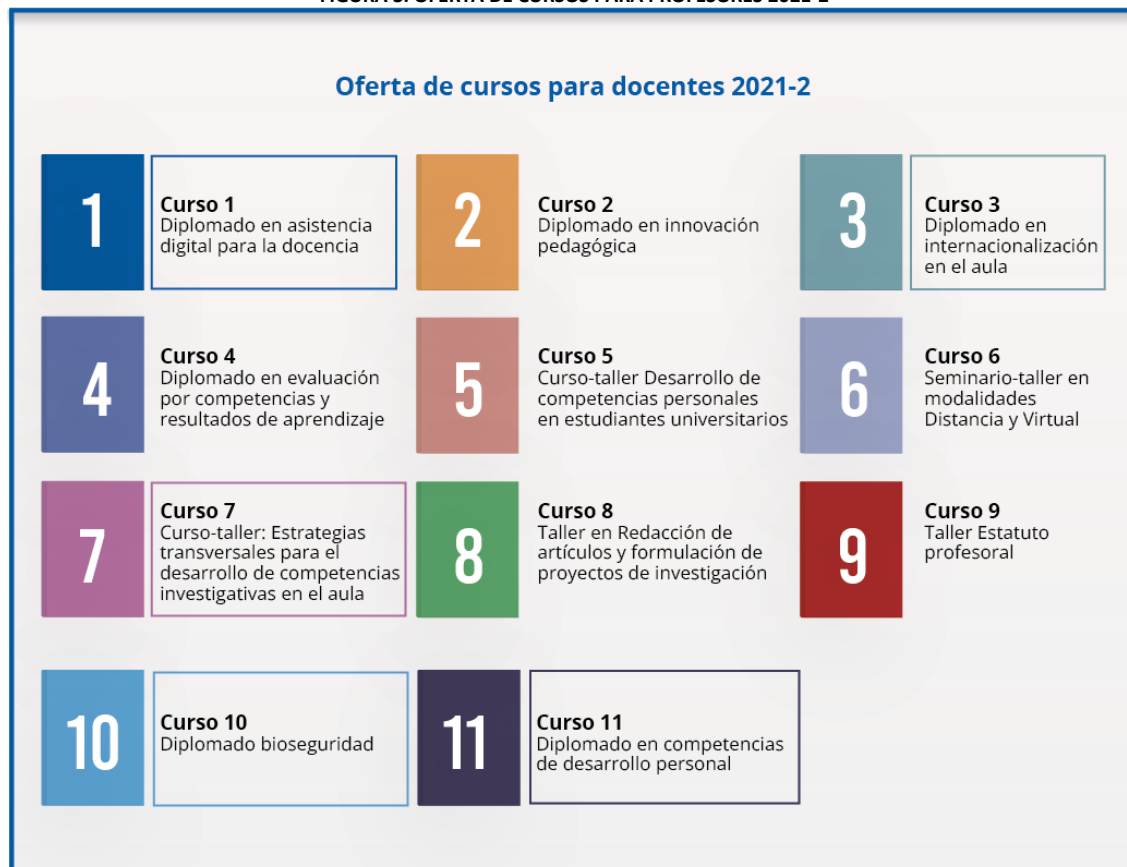 Oferta de cursos para docentes 2021-2
1
Curso 1
Diplomado en asistencia
digital para la docencia
2
Curso 2
Diplomado en innovación
pedagógica
3
Curso 3
Diplomado en
internacionalización
en el aula
4
Curso 4
Diplomado en evaluación
por competencias y
resultados de aprendizaje
5
Curso 5
Curso-taller Desarrollo de
competencias personales
en estudiantes universitarios
6
Curso 6
Seminario-taller en
modalidades
Distancia y Virtual
7
Curso 7
Curso-taller: Estrategias
transversales para el
desarrollo de competencias
investigativas en el aula
8
Curso 8
Taller en Redacción de
artículos y formulación de
proyectos de investigación
9
Curso 9
Taller Estatuto
profesoral
10
Curso 10
Diplomado bioseguridad
11
Curso 11
Diplomado en competencias
de desarrollo personal